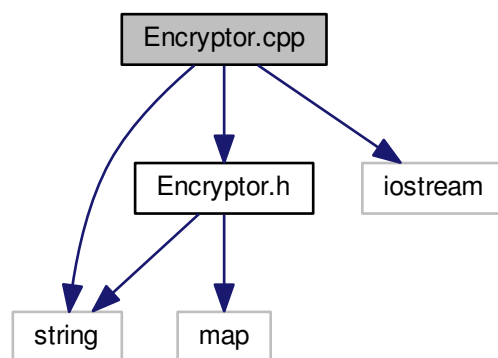 Encryptor.cpp
Encryptor.h
iostream
string
map